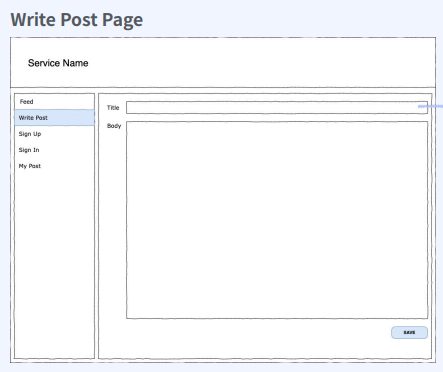 Write Post Page
Service Name
Feed
Write Post
Sign Up
Sign In
My Post
Title
Body
SAVE